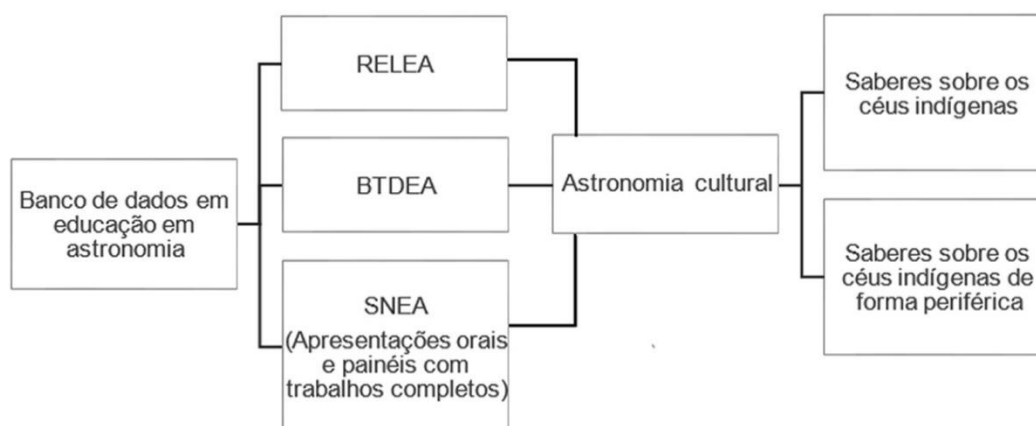 Banco de dados em
educação em
astronomia
RELEA
BTDEA
SNEA
(Apresentações orais
e painéis com
trabalhos completos)
Astronomia cultural
Saberes sobre os
céus indígenas
Saberes sobre os
céus indígenas de
forma periférica